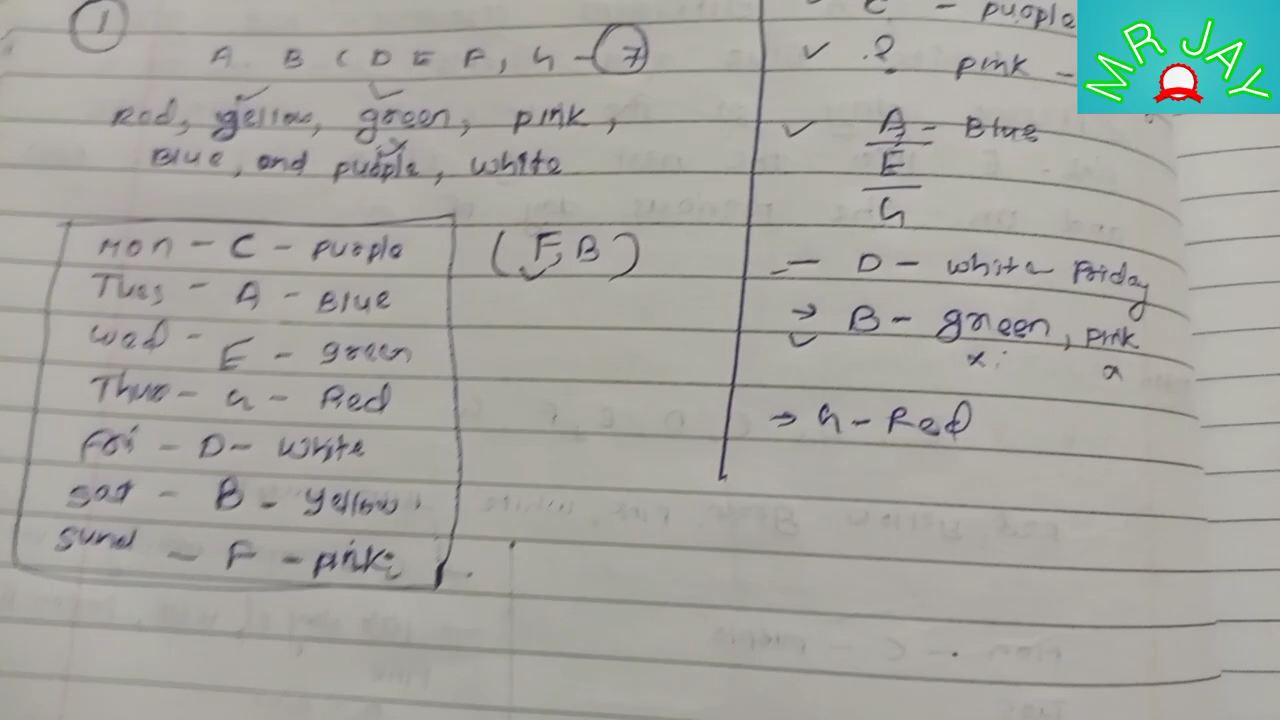 1
A B C D E F, G - 7
Red, yellow, green, pink,
Blue, and purple, white
Mon - C - purple
Tues - A - Blue
Wed - E - green
Thur - G - Red
Fri - D - white
Sat - B - yellow
Sund - F - pink
(F, B)
C - purple
✓ ? pink -
✓ A - Blue
E
G
- D - white Friday
→ B - green, pink
✓ x x
→ G - Red
MR JAY